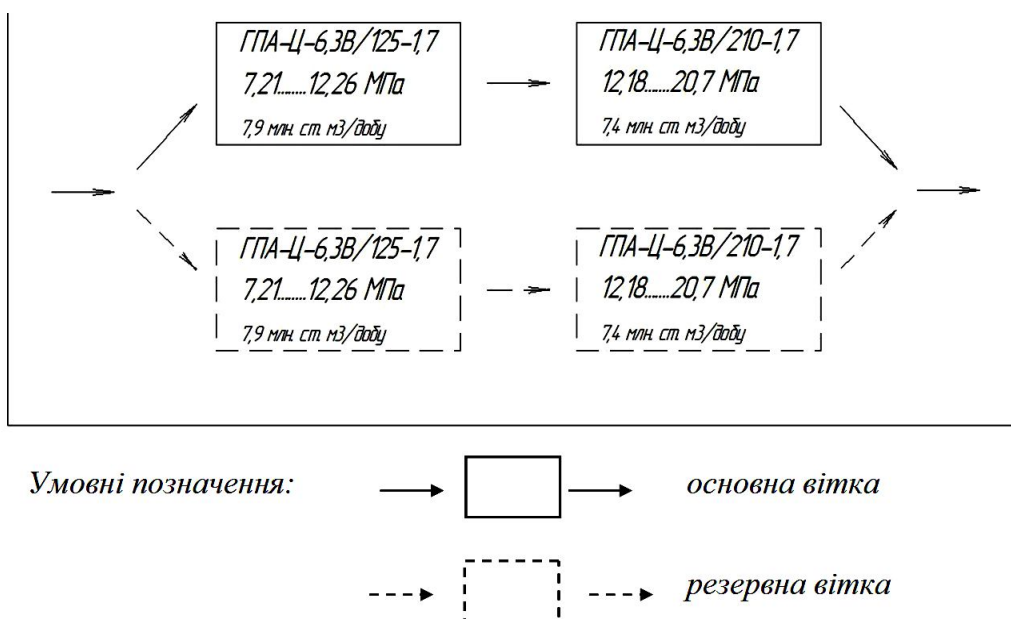 ГПА-Ц-6,3В/125-1,7
7,21.......12,26 МПа
7,9 млн. ст. м3/добу
ГПА-Ц-6,3В/210-1,7
12,18.......20,7 МПа
7,4 млн. ст. м3/добу
ГПА-Ц-6,3В/125-1,7
7,21.......12,26 МПа
7,9 млн. ст. м3/добу
ГПА-Ц-6,3В/210-1,7
12,18.......20,7 МПа
7,4 млн. ст. м3/добу
Умовні позначення:
основна вітка
резервна вітка